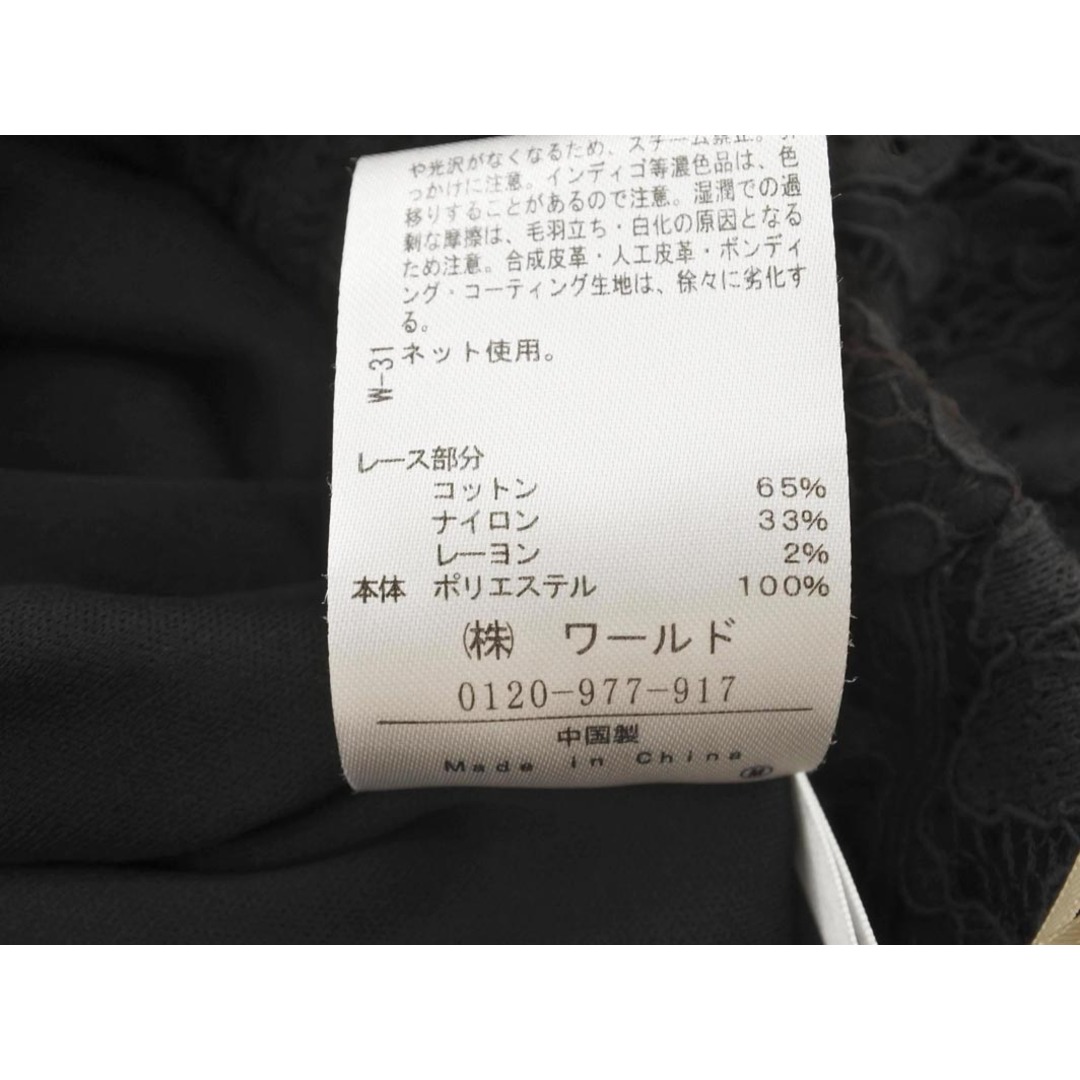 や光沢がなくなるため、スチーム禁止。
っかけに注意。インディゴ等濃色品は、色
移りすることがあるので注意。湿潤での過
剰な摩擦は、毛羽立ち・白化の原因となる
ため注意。合成皮革・人工皮革・ボンディ
ング・コーティング生地は、徐々に劣化す
る。
ネット使用。
W-31
レース部分
コットン 65%
ナイロン 33%
レーヨン 2%
本体 ポリエステル 100%
㈱ ワールド
0120-977-917
中国製
Made in China
Ⓜ